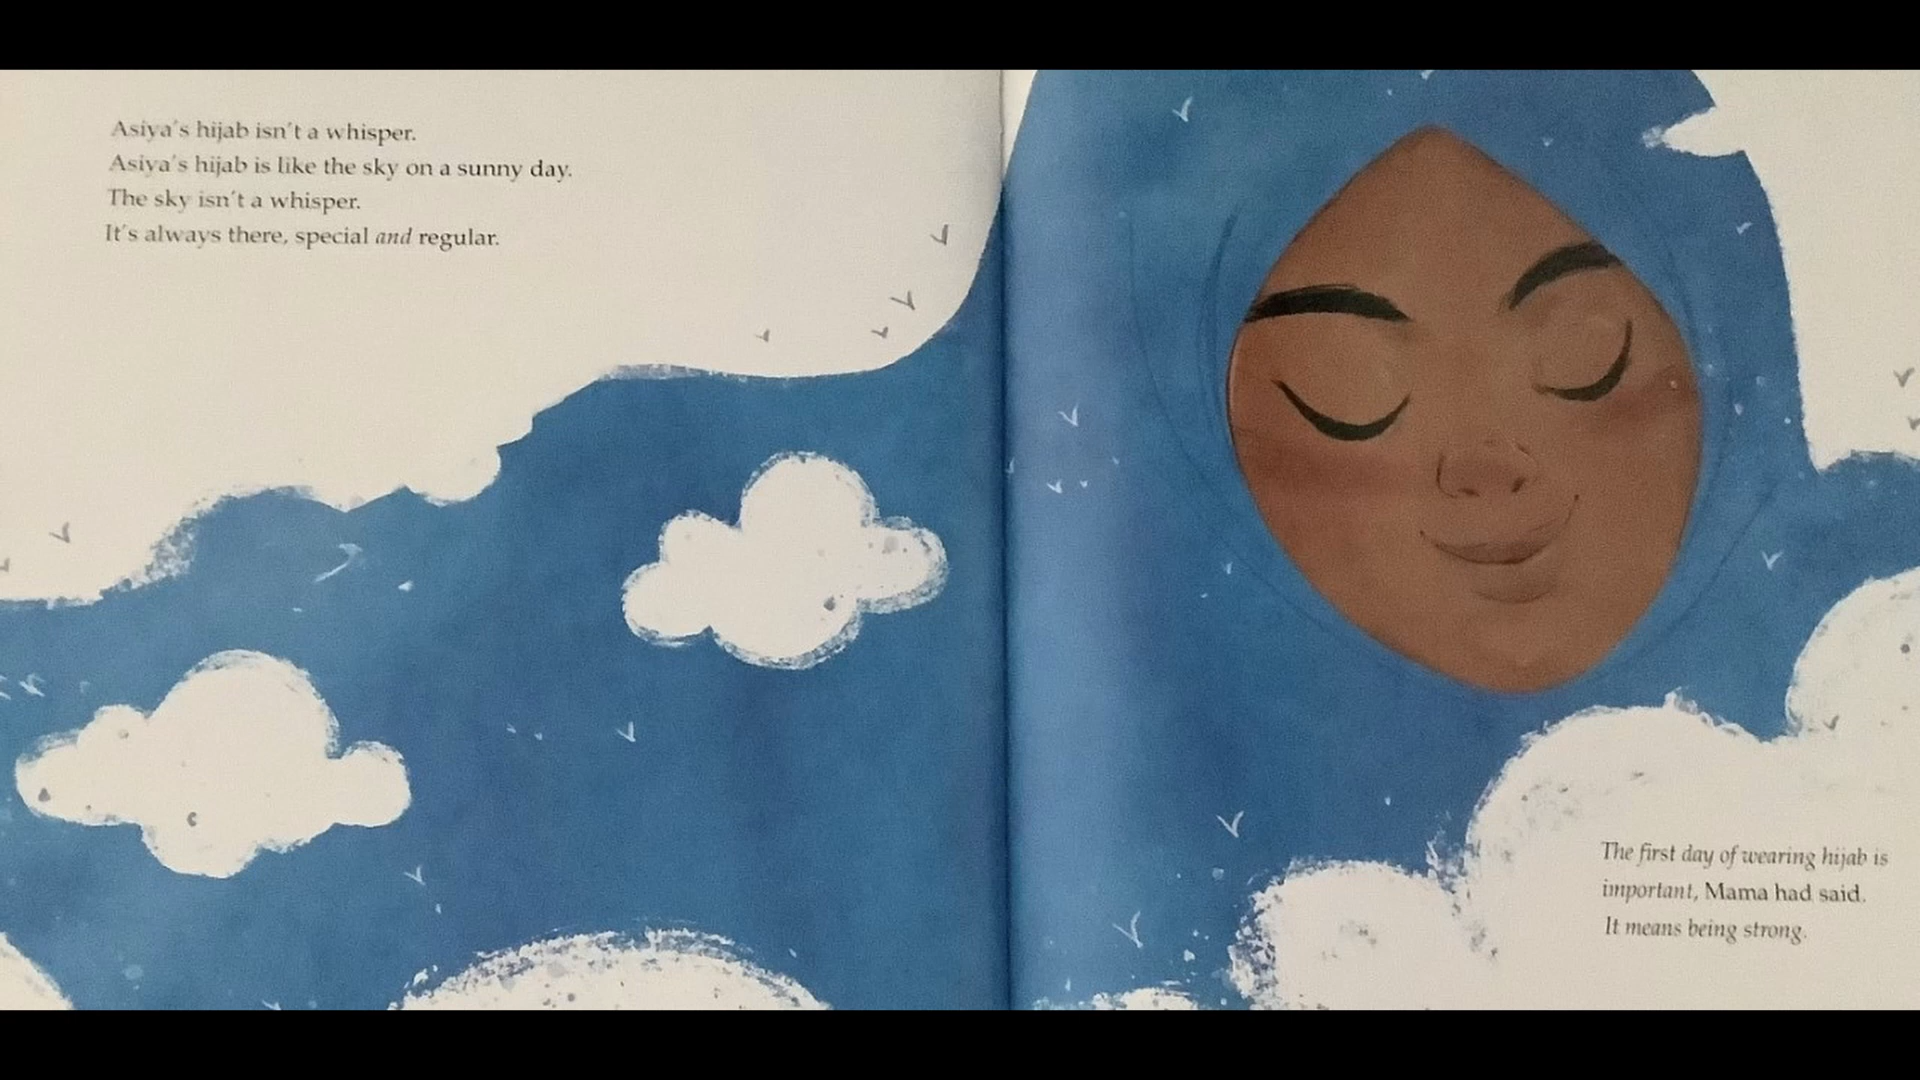 Asiya's hijab isn't a whisper.
Asiya's hijab is like the sky on a sunny day.
The sky isn't a whisper.
It's always there, special and regular.
The first day of wearing hijab is
important, Mama had said.
It means being strong.